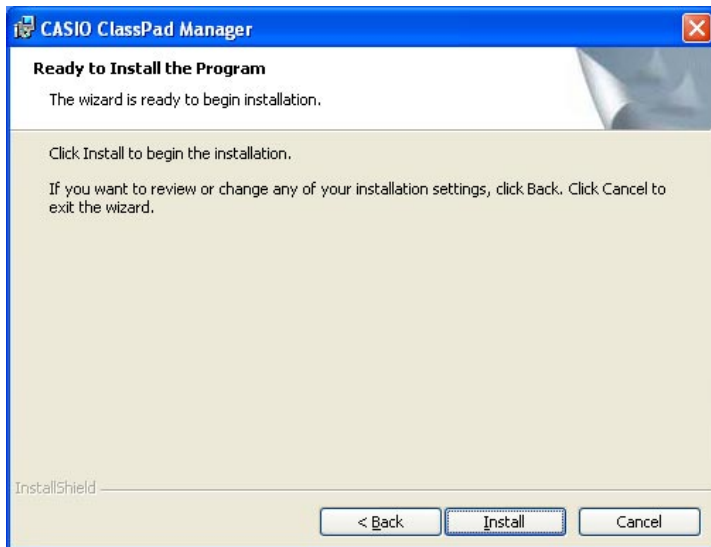 CASIO ClassPad Manager
Ready to Install the Program
The wizard is ready to begin installation.
Click Install to begin the installation.
If you want to review or change any of your installation settings, click Back. Click Cancel to
exit the wizard.
InstallShield
< Back Install Cancel